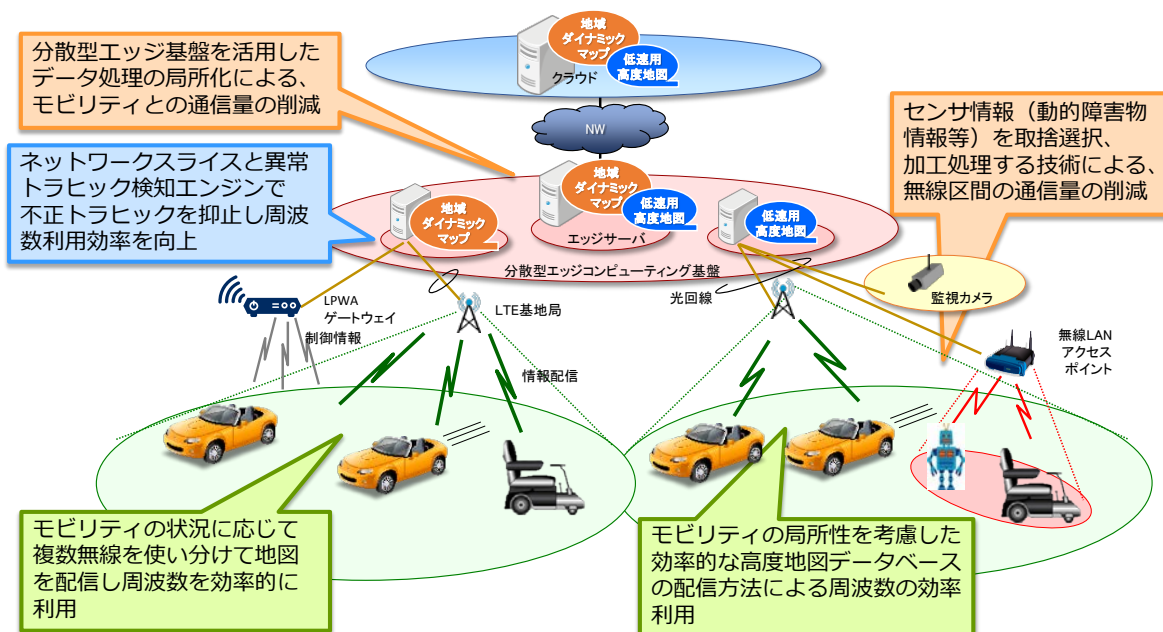 地域
ダイナミック
マップ
低速用
高度地図
クラウド
分散型エッジ基盤を活用した
データ処理の局所化による、
モビリティとの通信量の削減
NW
センサ情報（動的障害物
情報等）を取捨選択、
加工処理する技術による、
無線区間の通信量の削減
ネットワークスライスと異常
トラヒック検知エンジンで
不正トラヒックを抑止し周波
数利用効率を向上
地域
ダイナミック
マップ
地域
ダイナミック
マップ
低速用
高度地図
エッジサーバ
低速用
高度地図
分散型エッジコンピューティング基盤
LPWA
ゲートウェイ
制御情報
LTE基地局
光回線
監視カメラ
無線LAN
アクセス
ポイント
情報配信
モビリティの状況に応じて
複数無線を使い分けて地図
を配信し周波数を効率的に
利用
モビリティの局所性を考慮した
効率的な高度地図データベース
の配信方法による周波数の効率
利用